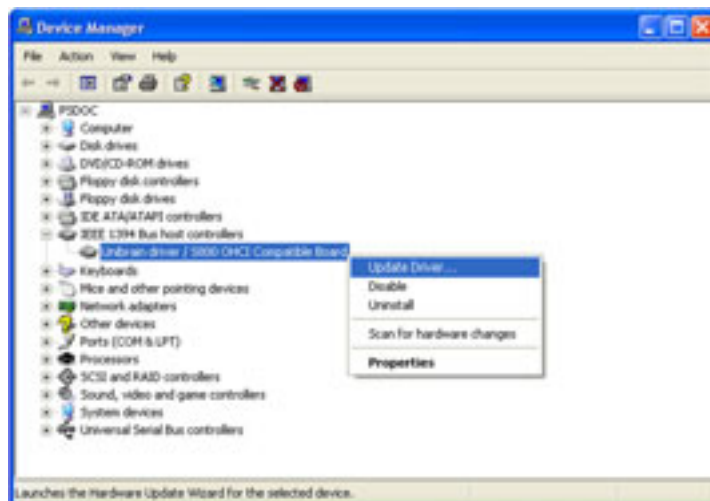 Device Manager
File Action View Help
PSDOC
Computer
Disk drives
DVD/CD-ROM drives
Floppy disk controllers
Floppy disk drives
IDE ATA/ATAPI controllers
IEEE 1394 Bus host controllers
Unibrain driver / S800 OHCI Compatible Board
Update Driver...
Keyboards
Disable
Mice and other pointing devices
Uninstall
Network adapters
Other devices
Scan for hardware changes
Ports (COM & LPT)
Processors
Properties
SCSI and RAID controllers
Sound, video and game controllers
System devices
Universal Serial Bus controllers
Launches the Hardware Update Wizard for the selected device.